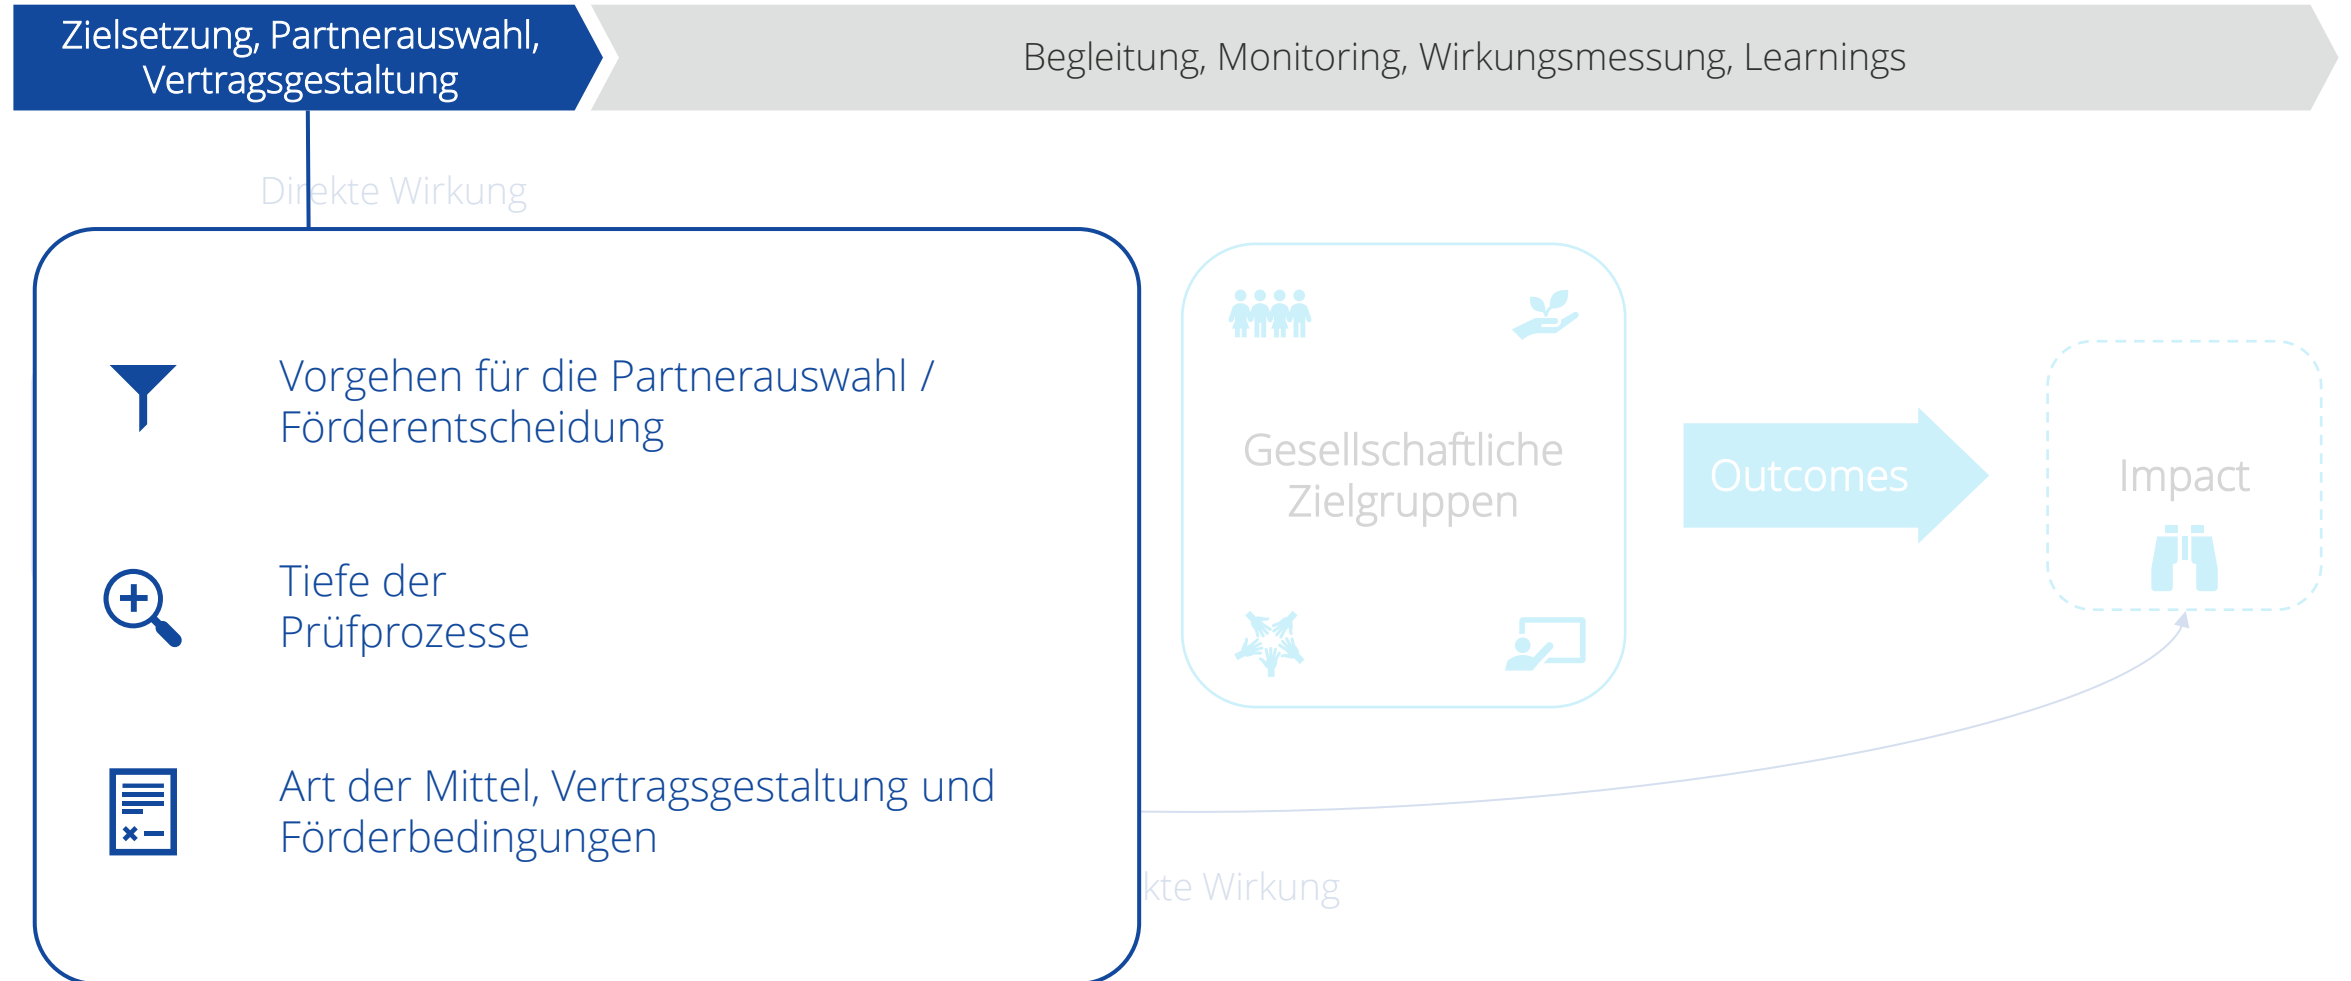 Zielsetzung, Partnerauswahl,
Vertragsgestaltung
Begleitung, Monitoring, Wirkungsmessung, Learnings
Direkte Wirkung
Vorgehen für die Partnerauswahl /
Förderentscheidung
Tiefe der
Prüfprozesse
Art der Mittel, Vertragsgestaltung und
Förderbedingungen
Gesellschaftliche
Zielgruppen
Outcomes
Impact
Wirkung